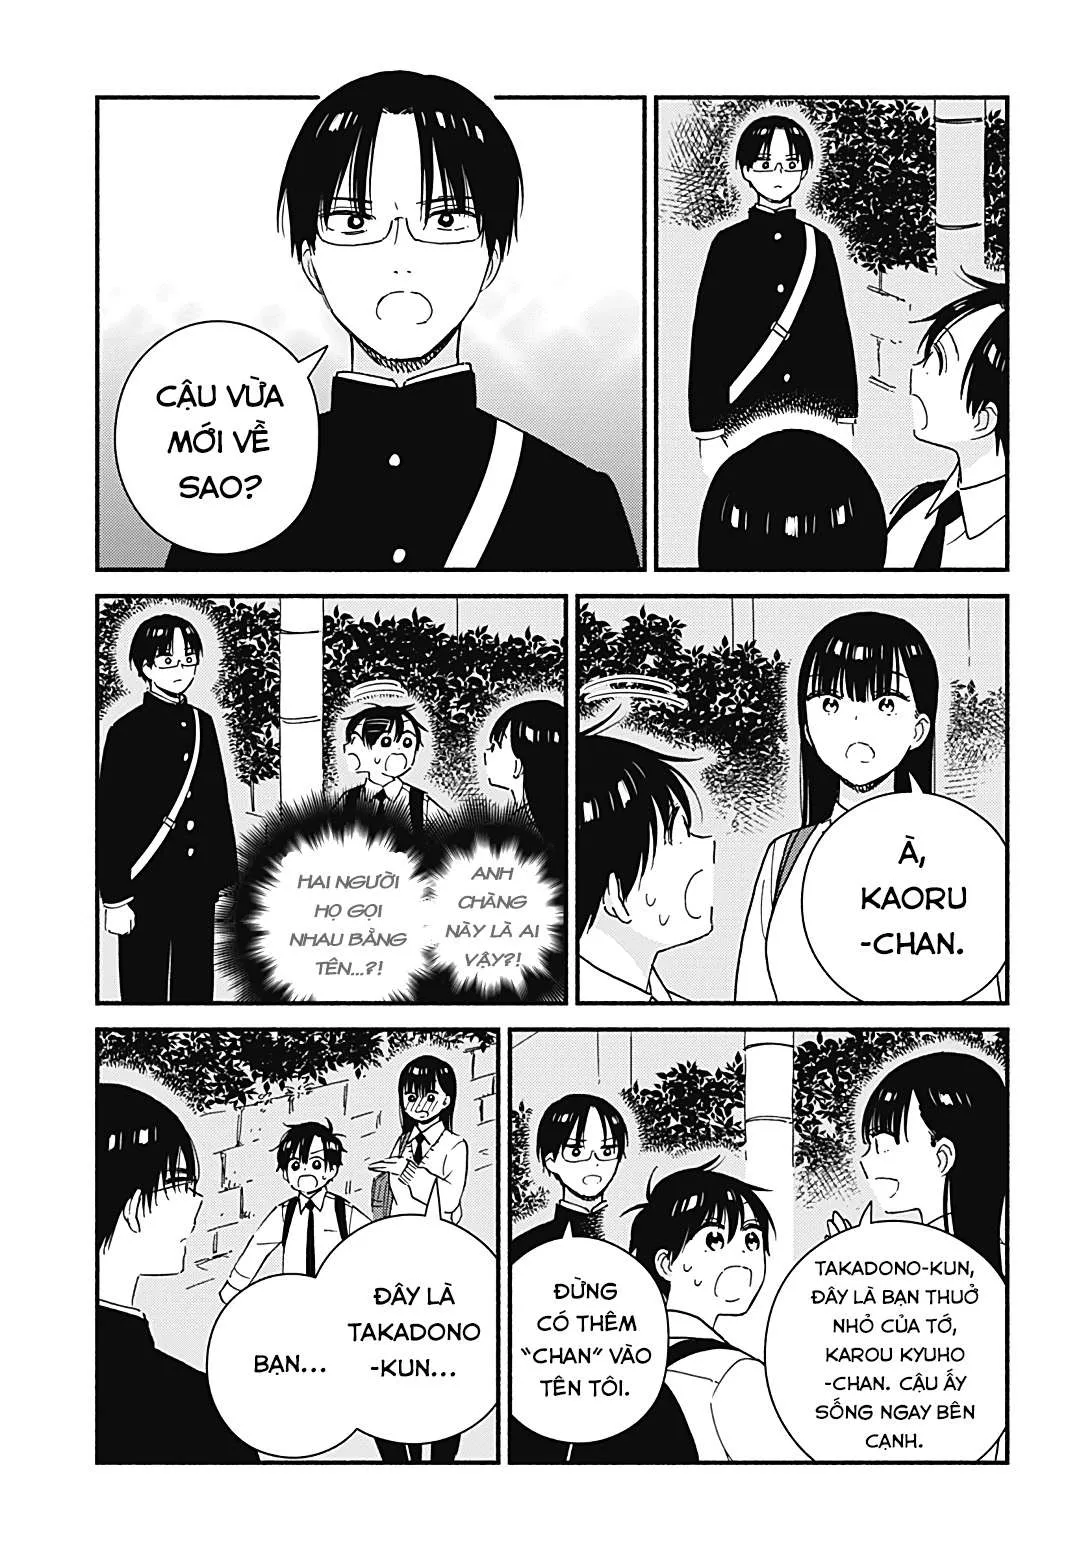 CẬU VỪA
MỚI VỀ
SAO?
À,
KAORU
-CHAN.
ANH
CHÀNG
NÀY LÀ AI
VẬY?!
HAI NGƯỜI
HỌ GỌI
NHAU BẰNG
TÊN...?!
TAKADONO-KUN,
ĐÂY LÀ BẠN THUỞ
NHỎ CỦA TỚ,
KAROU KYUHO
-CHAN. CẬU ẤY
SỐNG NGAY BÊN
CẠNH.
ĐỪNG
CÓ THÊM
“CHAN” VÀO
TÊN TÔI.
ĐÂY LÀ
TAKADONO
-KUN...
BẠN...